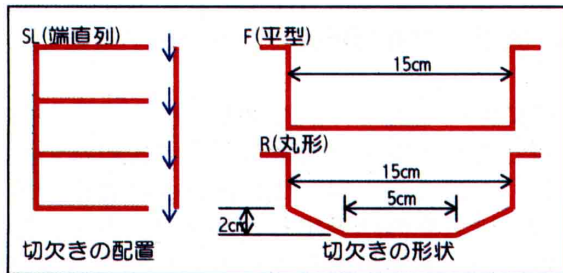 SL(端直列)
切欠きの配置
F(平型)
15cm
R(丸形)
15cm
5cm
2cm
切欠きの形状